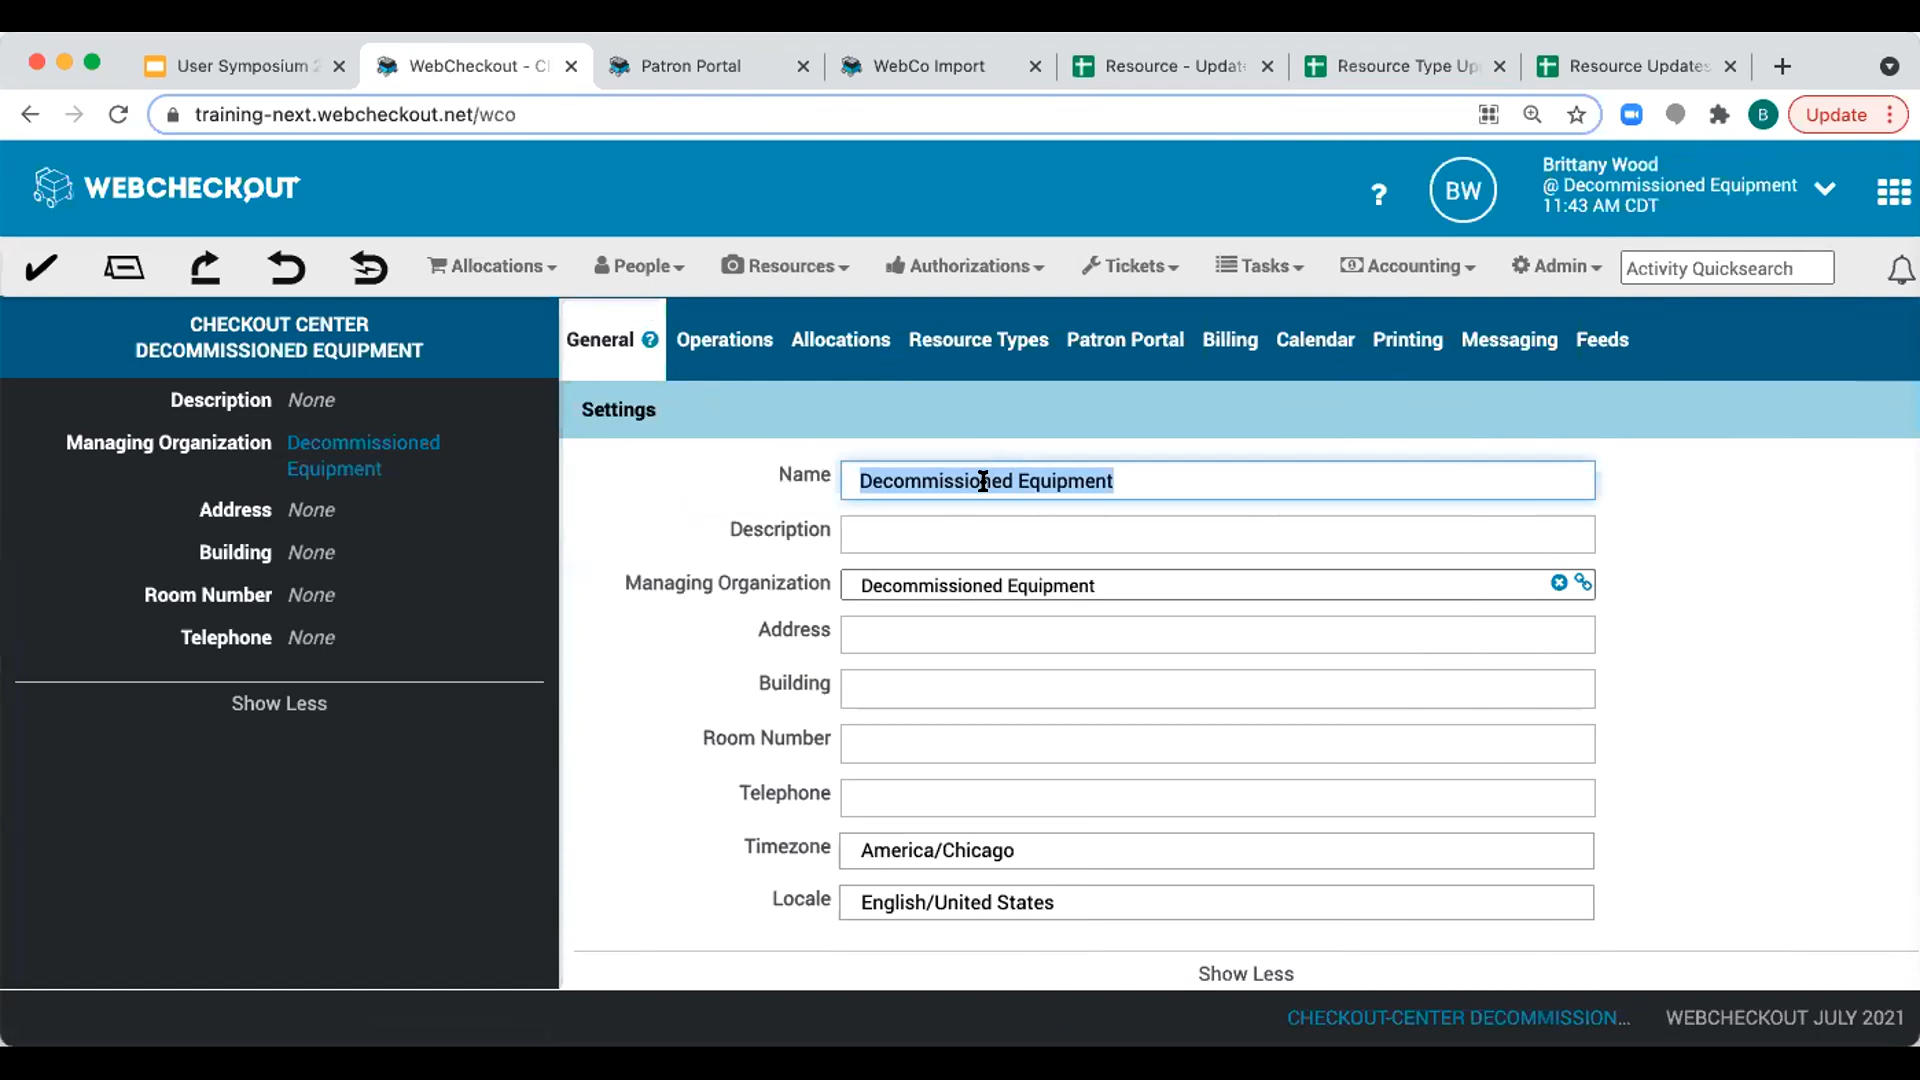 User Symposium 2
WebCheckout - Cl
Patron Portal
WebCo Import
Resource - Updat
Resource Type Up
Resource Updates
training-next.webcheckout.net/wco
B
Update
WEBCHECKOUT
?
BW
Brittany Wood
@ Decommissioned Equipment
11:43 AM CDT
Allocations
People
Resources
Authorizations
Tickets
Tasks
Accounting
Admin
Activity Quicksearch
CHECKOUT CENTER
DECOMMISSIONED EQUIPMENT
Description None
Managing Organization Decommissioned
Equipment
Address None
Building None
Room Number None
Telephone None
Show Less
General ?
Operations
Allocations
Resource Types
Patron Portal
Billing
Calendar
Printing
Messaging
Feeds
Settings
Name Decommissioned Equipment
Description
Managing Organization Decommissioned Equipment
Address
Building
Room Number
Telephone
Timezone America/Chicago
Locale English/United States
Show Less
CHECKOUT-CENTER DECOMMISSION...
WEBCHECKOUT JULY 2021